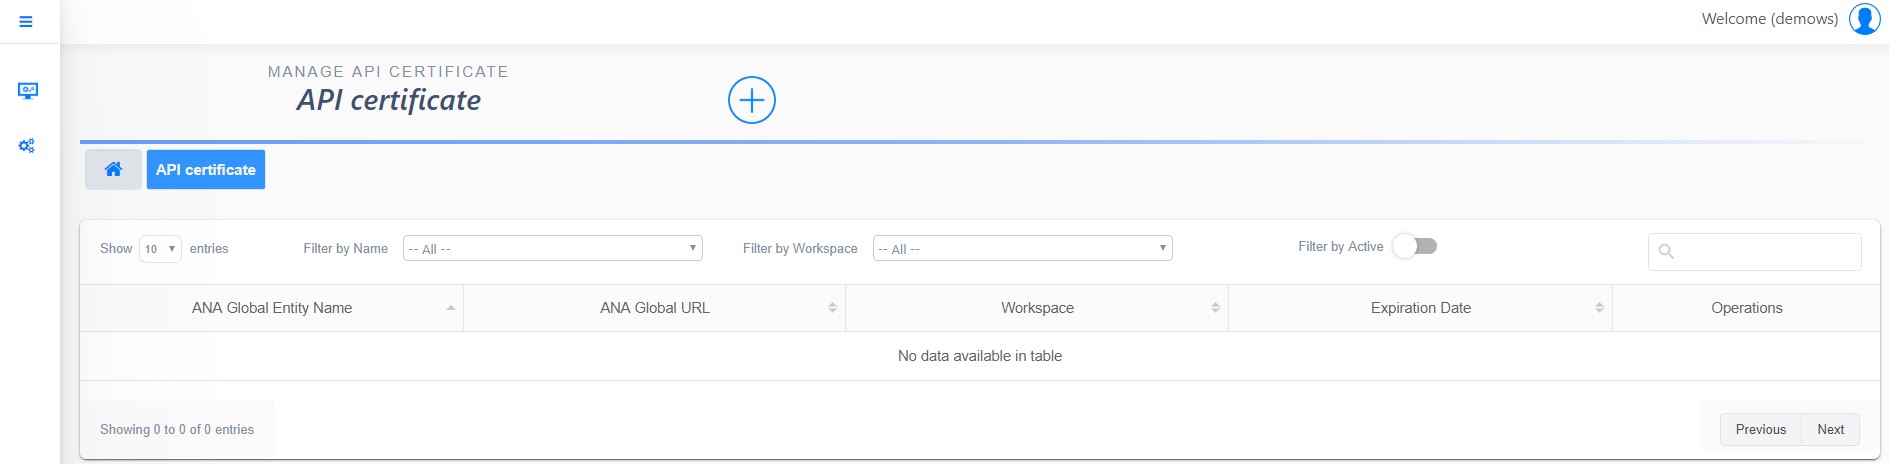 Welcome (demows)
MANAGE API CERTIFICATE
API certificate
API certificate
Show 10 entries Filter by Name -- All -- Filter by Workspace -- All -- Filter by Active
ANA Global Entity Name ANA Global URL Workspace Expiration Date Operations
No data available in table
Showing 0 to 0 of 0 entries Previous Next